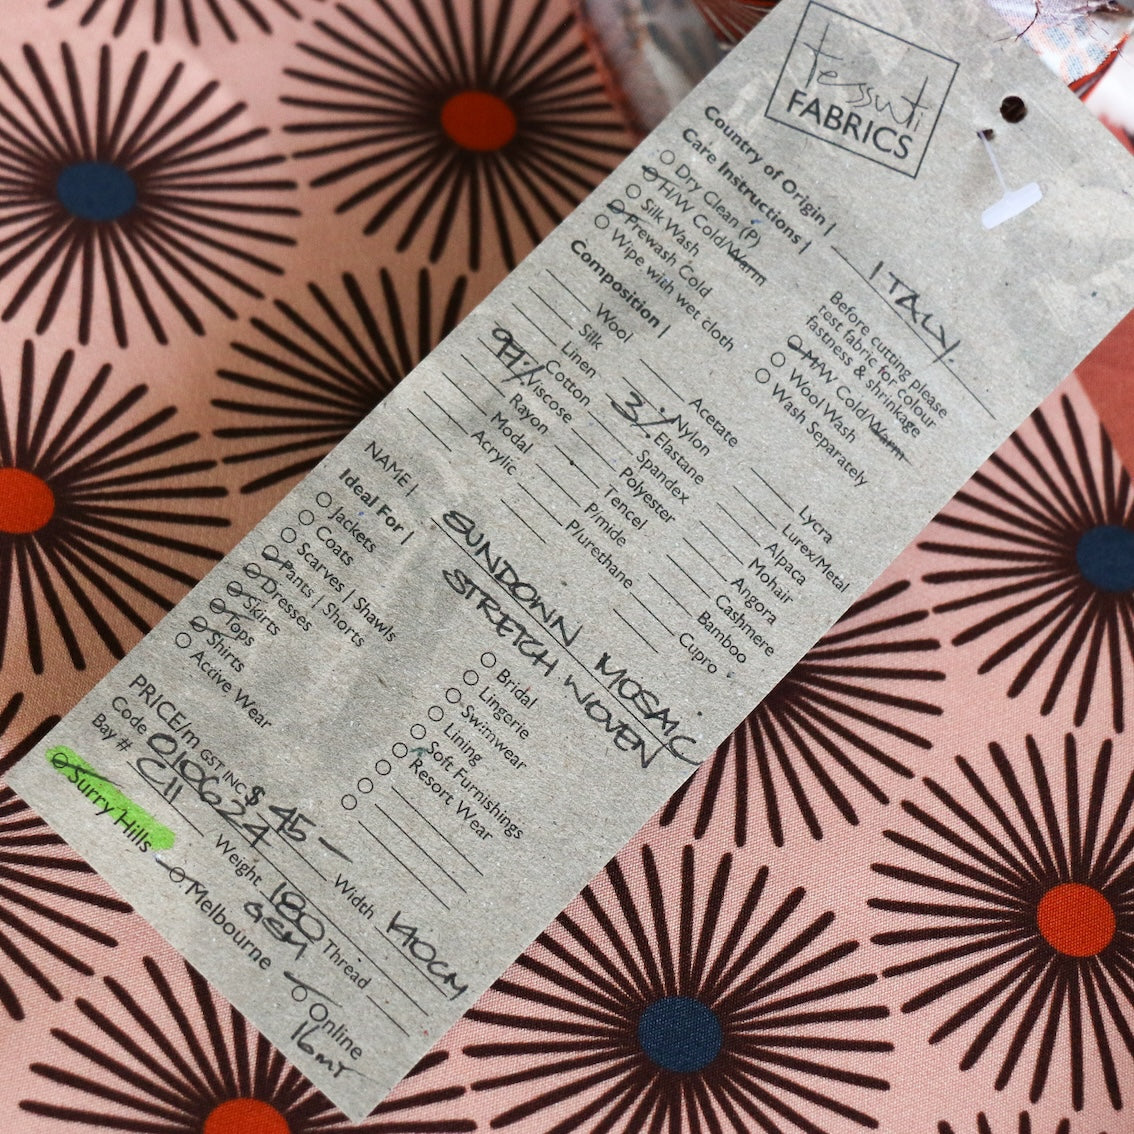 Tessuti
FABRICS
Country of Origin | ITALY.
Care Instructions |
Dry Clean (P)
H/W Cold/Warm
Silk Wash
Prewash Cold
Wipe with wet cloth
Before cutting please
test fabric for colour
fastness & shrinkage
M/W Cold/Warm
Wool Wash
Wash Separately
Composition |
Wool
Silk
Linen
97% Cotton
Viscose
Rayon
Modal
Acrylic
Acetate
Nylon
3% Elastane
Spandex
Polyester
Tencel
P/mide
P/urethane
Lycra
Lurex/Metal
Alpaca
Mohair
Angora
Cashmere
Bamboo
Cupro
NAME | SUNDOWN MOSAIC
STRETCH WOVEN
Ideal For |
Jackets
Coats
Scarves | Shawls
Pants | Shorts
Dresses
Skirts
Tops
Shirts
Active Wear
Bridal
Lingerie
Swimwear
Lining
Soft Furnishings
Resort Wear
PRICE/m GST INC $ 45 - Width 140CM
Code 010624 Weight 180 GSM Thread
Bay # C11
Surry Hills Melbourne - Online
16mt